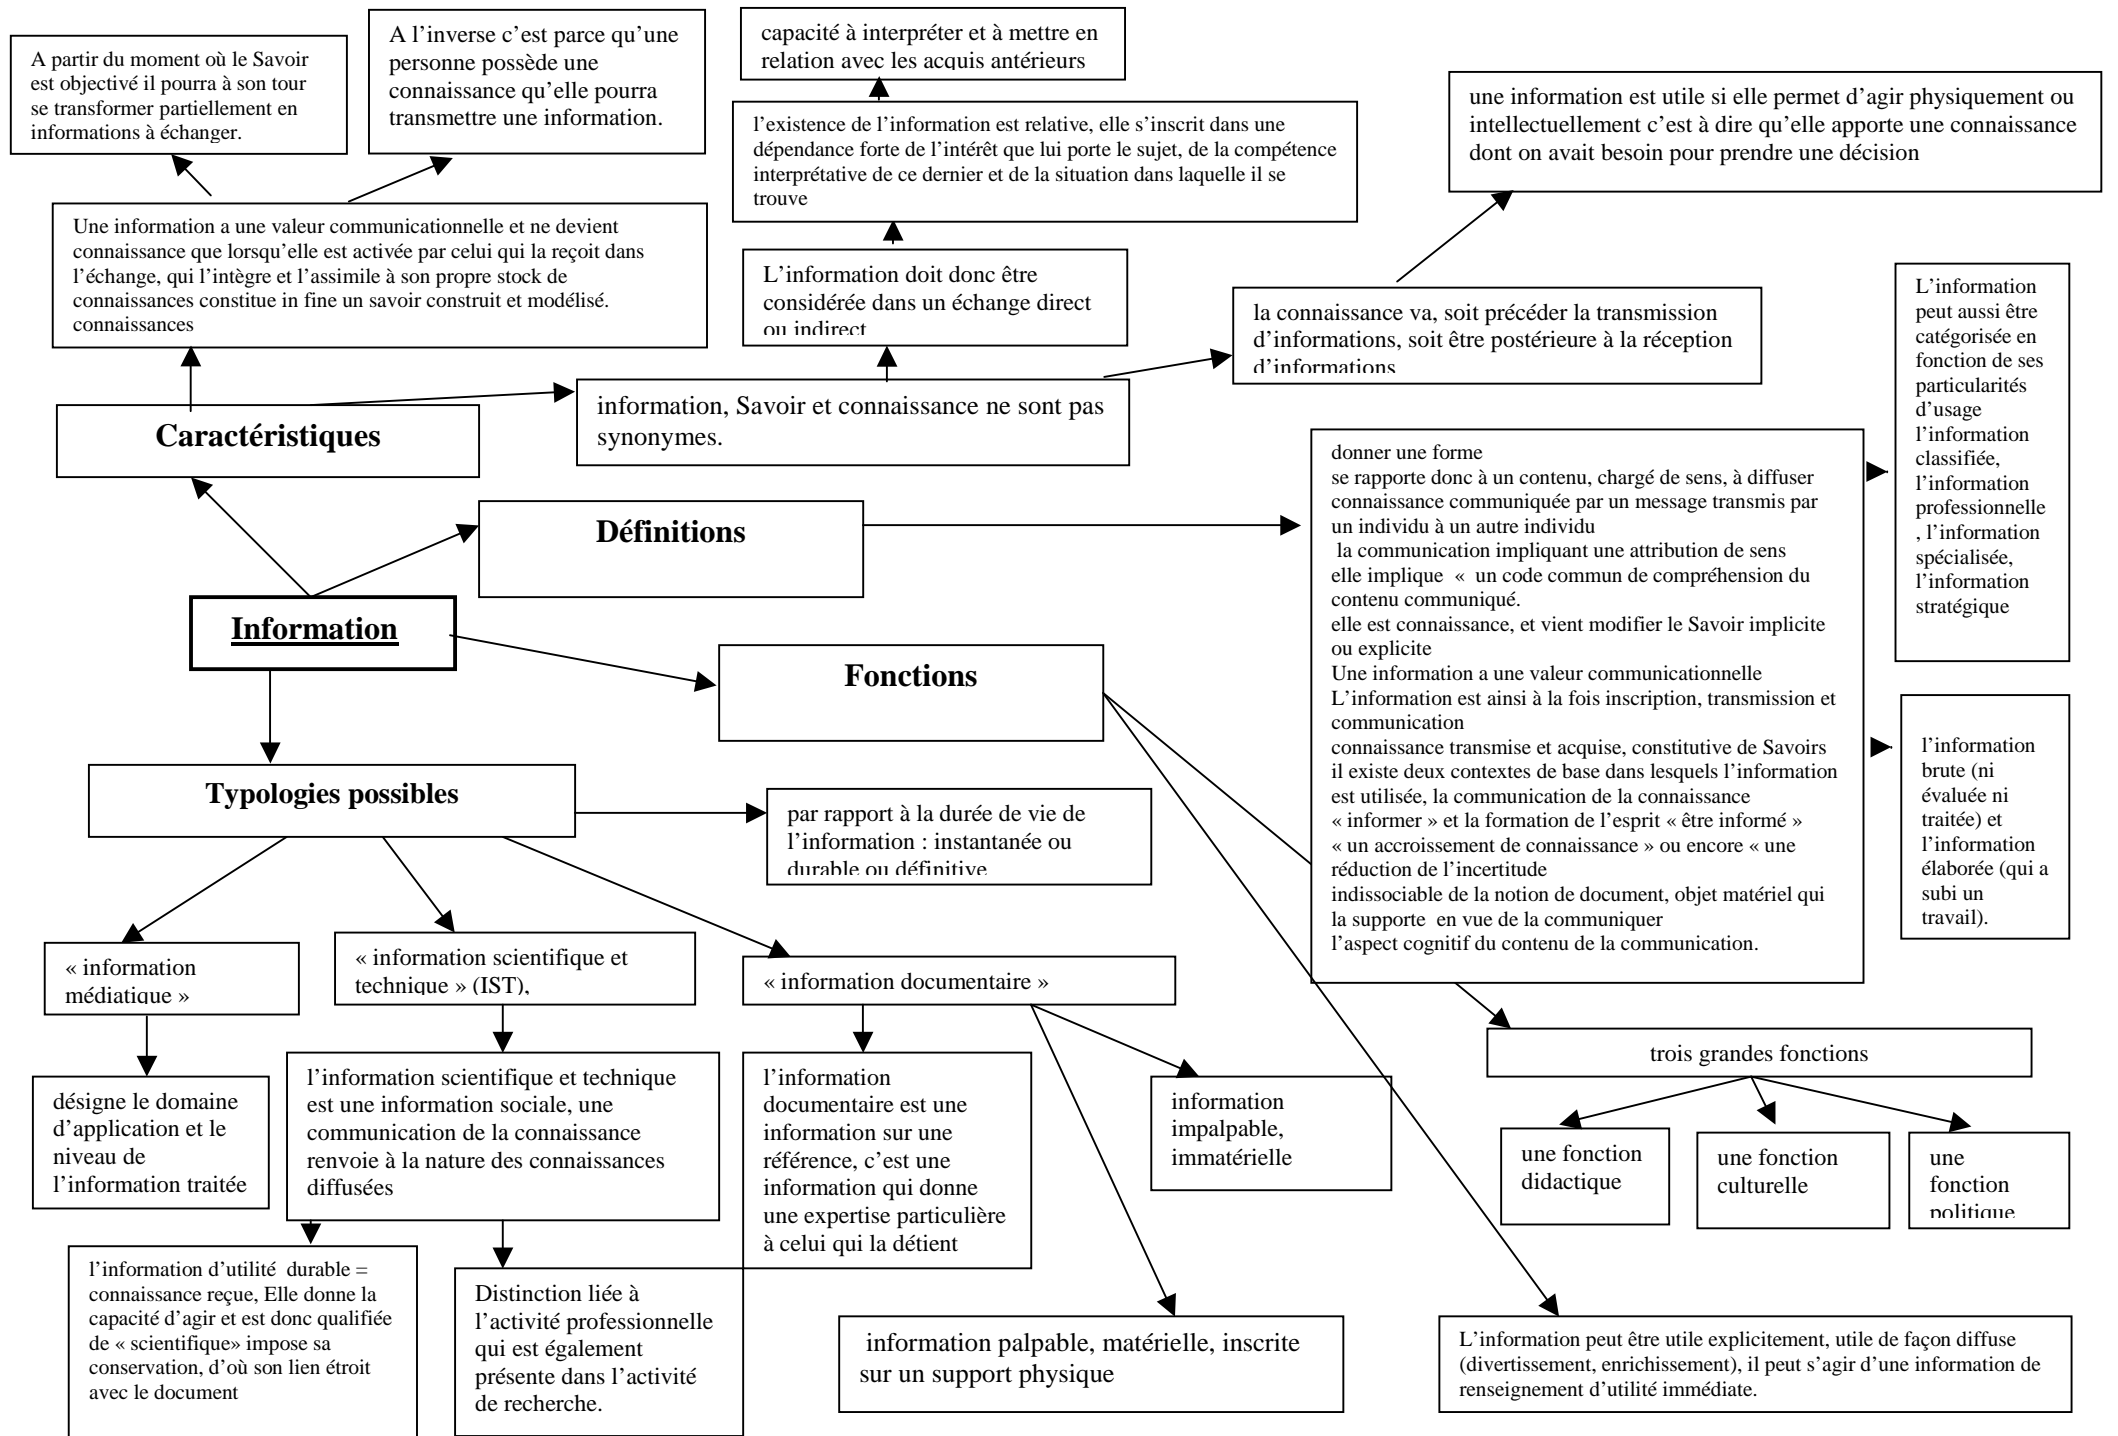 A partir du moment où le Savoir
est objectivé il pourra à son tour
se transformer partiellement en
informations à échanger.
A l’inverse c’est parce qu’une
personne possède une
connaissance qu’elle pourra
transmettre une information.
capacité à interpréter et à mettre en
relation avec les acquis antérieurs
l’existence de l’information est relative, elle s’inscrit dans une
dépendance forte de l’intérêt que lui porte le sujet, de la compétence
interprétative de ce dernier et de la situation dans laquelle il se
trouve
une information est utile si elle permet d’agir physiquement ou
intellectuellement c’est à dire qu’elle apporte une connaissance
dont on avait besoin pour prendre une décision
Une information a une valeur communicationnelle et ne devient
connaissance que lorsqu’elle est activée par celui qui la reçoit dans
l’échange, qui l’intègre et l’assimile à son propre stock de
connaissances constitue in fine un savoir construit et modélisé.
connaissances
L’information doit donc être
considérée dans un échange direct
ou indirect
la connaissance va, soit précéder la transmission
d’informations, soit être postérieure à la réception
d’informations
L’information
peut aussi être
catégorisée en
fonction de ses
particularités
d’usage
l’information
classifiée,
l’information
professionnelle
, l’information
spécialisée,
l’information
stratégique
Caractéristiques
information, Savoir et connaissance ne sont pas
synonymes.
Définitions
donner une forme
se rapporte donc à un contenu, chargé de sens, à diffuser
connaissance communiquée par un message transmis par
un individu à un autre individu
la communication impliquant une attribution de sens
elle implique « un code commun de compréhension du
contenu communiqué.
elle est connaissance, et vient modifier le Savoir implicite
ou explicite
Une information a une valeur communicationnelle
L’information est ainsi à la fois inscription, transmission et
communication
connaissance transmise et acquise, constitutive de Savoirs
il existe deux contextes de base dans lesquels l’information
est utilisée, la communication de la connaissance
« informer » et la formation de l’esprit « être informé »
« un accroissement de connaissance » ou encore « une
réduction de l’incertitude
indissociable de la notion de document, objet matériel qui
la supporte en vue de la communiquer
l’aspect cognitif du contenu de la communication.
l’information
brute (ni
évaluée ni
traitée) et
l’information
élaborée (qui a
subi un
travail).
Information
Fonctions
Typologies possibles
par rapport à la durée de vie de
l’information : instantanée ou
durable ou définitive
« information
médiatique »
« information scientifique et
technique » (IST),
« information documentaire »
trois grandes fonctions
désigne le domaine
d’application et le
niveau de
l’information traitée
l’information scientifique et technique
est une information sociale, une
communication de la connaissance
renvoie à la nature des connaissances
diffusées
l’information
documentaire est une
information sur une
référence, c’est une
information qui donne
une expertise particulière
à celui qui la détient
information
impalpable,
immatérielle
une fonction
didactique
une fonction
culturelle
une
fonction
politique
l’information d’utilité durable =
connaissance reçue, Elle donne la
capacité d’agir et est donc qualifiée
de « scientifique» impose sa
conservation, d’où son lien étroit
avec le document
Distinction liée à
l’activité professionnelle
qui est également
présente dans l’activité
de recherche.
information palpable, matérielle, inscrite
sur un support physique
L’information peut être utile explicitement, utile de façon diffuse
(divertissement, enrichissement), il peut s’agir d’une information de
renseignement d’utilité immédiate.